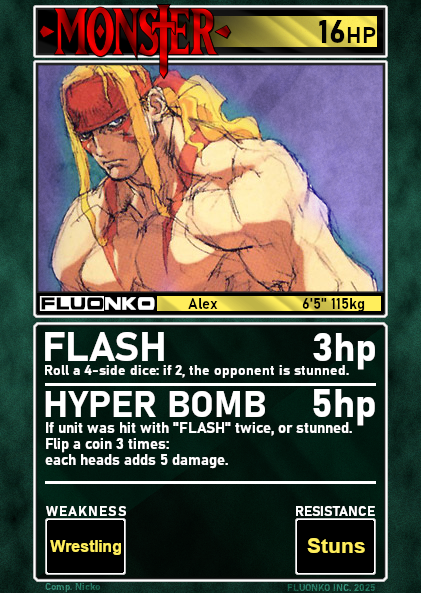 MONSTER
16HP
FLUONKO
Alex
6'5" 115kg
FLASH 3hp
Roll a 4-side dice: if 2, the opponent is stunned.
HYPER BOMB 5hp
If unit was hit with "FLASH" twice, or stunned.
Flip a coin 3 times:
each heads adds 5 damage.
WEAKNESS RESISTANCE
Wrestling Stuns
Comp. Nicko FLUONKO INC. 2025